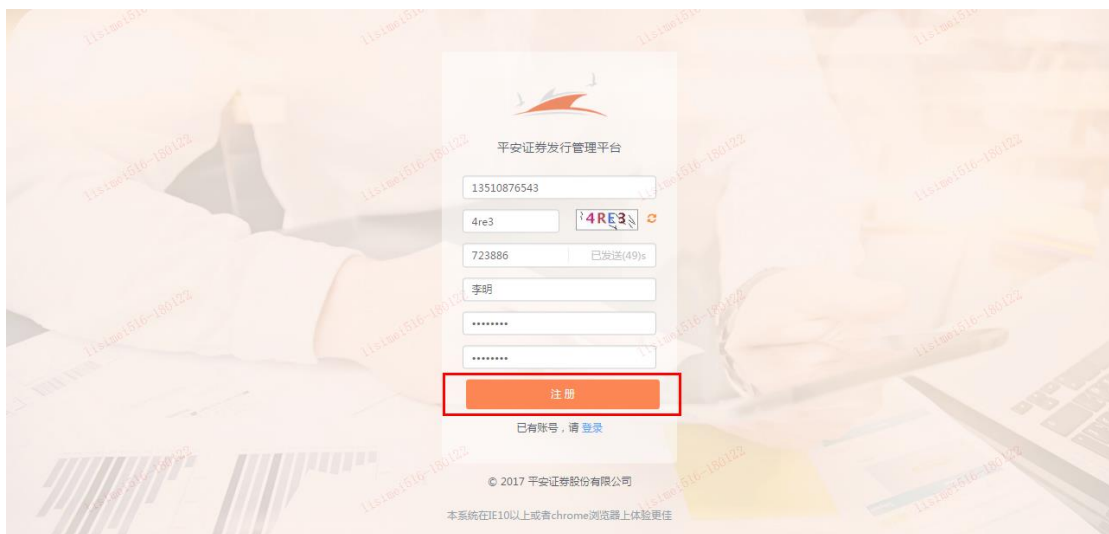 平安证券发行管理平台
13510876543
4re3 4RE3
723886 已发送(49)s
李明
••••••••
••••••••
注册
已有账号，请 登录
© 2017 平安证券股份有限公司
本系统在IE10以上或者chrome浏览器上体验更佳
lisimei516-180122